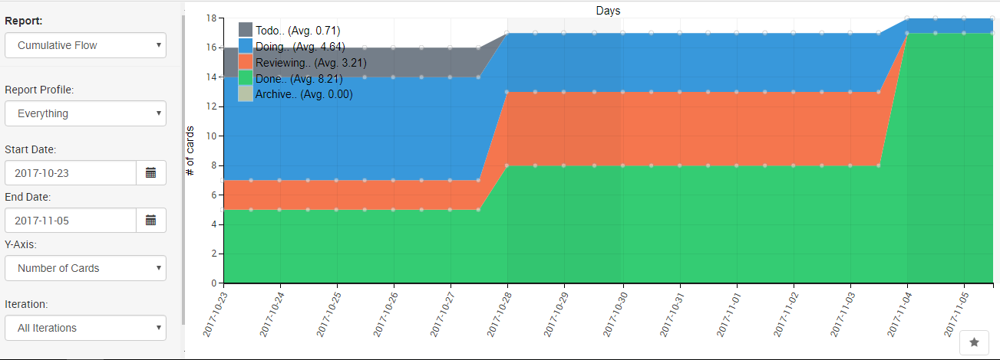 Report:
Cumulative Flow
Report Profile:
Everything
Start Date:
2017-10-23
End Date:
2017-11-05
Y-Axis:
Number of Cards
Iteration:
All Iterations
Days
# of cards
18
16
14
12
10
8
6
4
2
0
Todo.. (Avg. 0.71)
Doing.. (Avg. 4.64)
Reviewing.. (Avg. 3.21)
Done.. (Avg. 8.21)
Archive.. (Avg. 0.00)
2017-10-23
2017-10-24
2017-10-25
2017-10-26
2017-10-27
2017-10-28
2017-10-29
2017-10-30
2017-10-31
2017-11-01
2017-11-02
2017-11-03
2017-11-04
2017-11-05